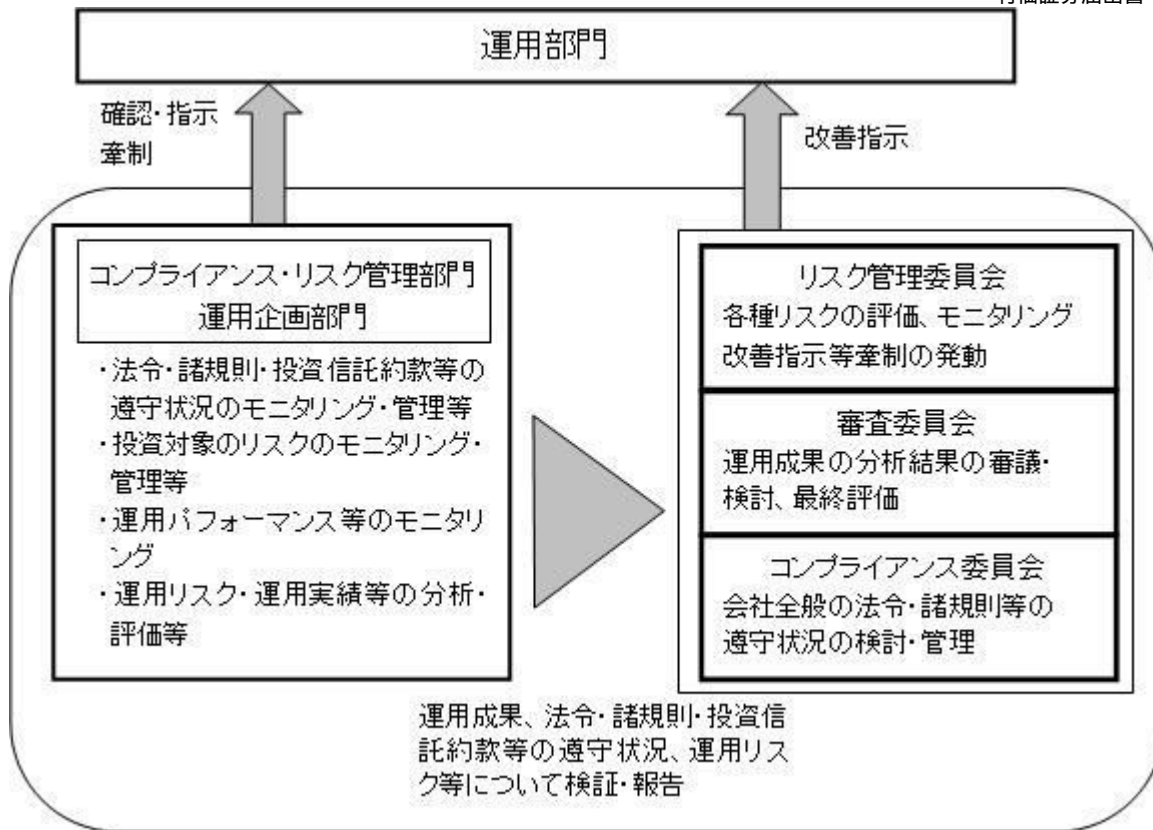 運用部門
確認・指示
牽制
改善指示
コンプライアンス・リスク管理部門
運用企画部門
・法令・諸規則・投資信託約款等の
遵守状況のモニタリング・管理等
・投資対象のリスクのモニタリング・
管理等
・運用パフォーマンス等のモニタリ
ング
・運用リスク・運用実績等の分析・
評価等
リスク管理委員会
各種リスクの評価、モニタリング
改善指示等牽制の発動
審査委員会
運用成果の分析結果の審議・
検討、最終評価
コンプライアンス委員会
会社全般の法令・諸規則等の
遵守状況の検討・管理
運用成果、法令・諸規則・投資信
託約款等の遵守状況、運用リス
ク等について検証・報告